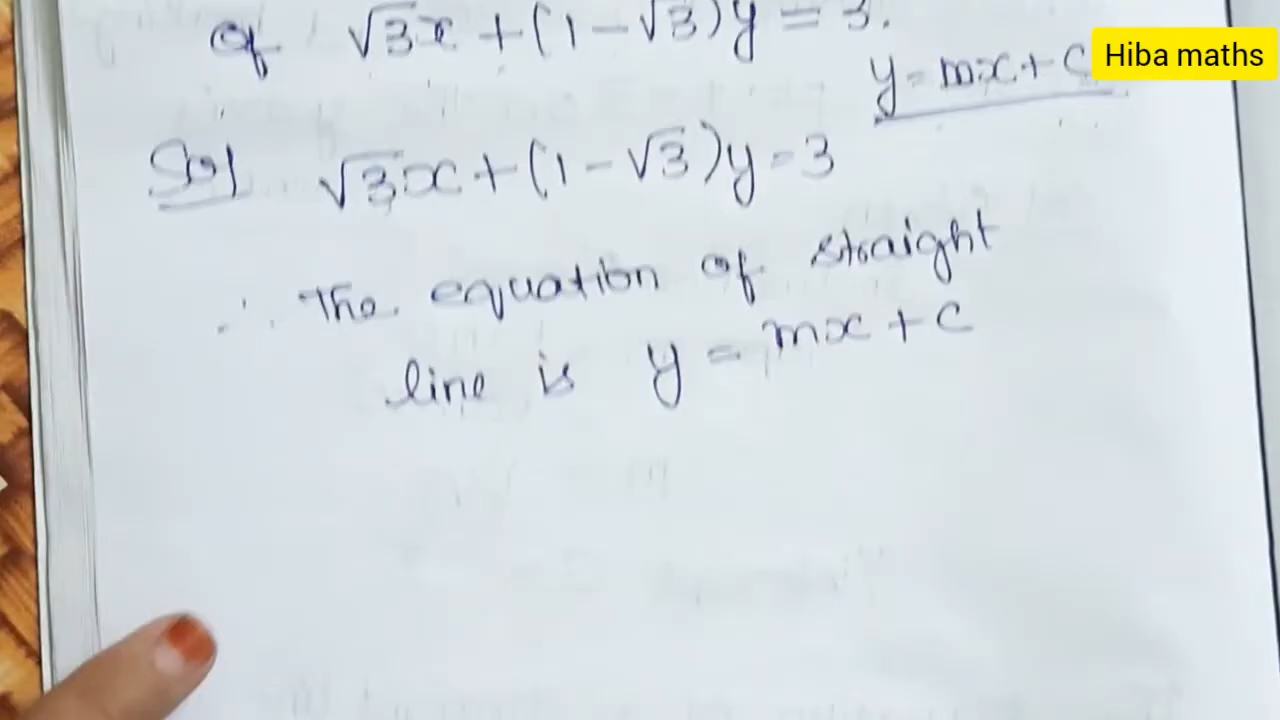 of √3x + (1 - √3)y = 3.
Hiba maths
y = mx + c
Sol √3x + (1 - √3)y = 3
∴ The equation of straight
line is y = mx + c